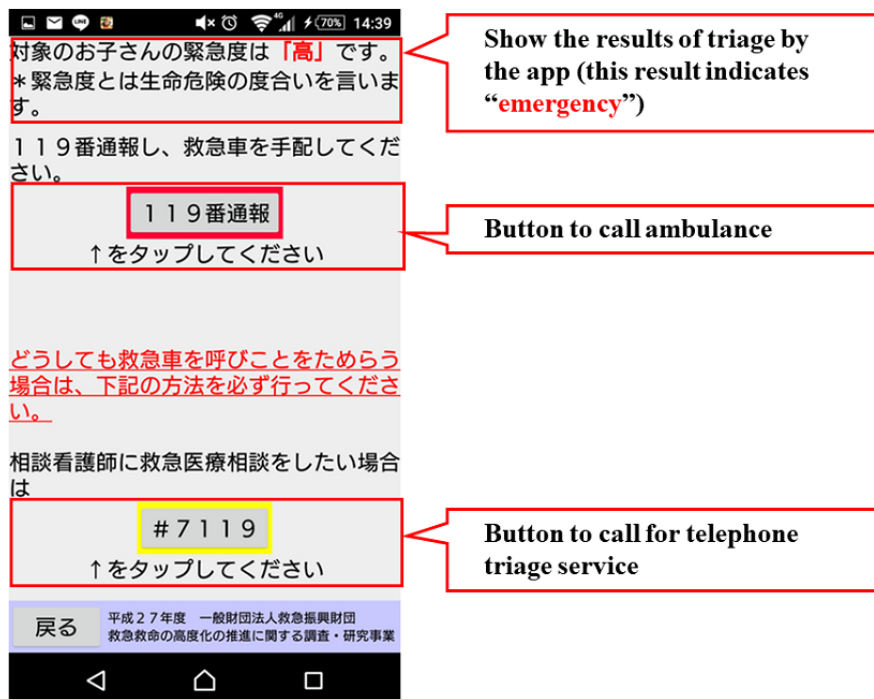 LINE 4G 70% 14:39
対象のお子さんの緊急度は「高」です。
＊緊急度とは生命危険の度合いを言いま
す。
１１９番通報し、救急車を手配してくだ
さい。
１１９番通報
↑をタップしてください
どうしても救急車を呼びことをためらう
場合は、下記の方法を必ず行ってくださ
い。
相談看護師に救急医療相談をしたい場合
は
＃７１１９
↑をタップしてください
戻る
平成２７年度　一般財団法人救急振興財団
救急救命の高度化の推進に関する調査・研究事業
Show the results of triage by
the app (this result indicates
“emergency”)
Button to call ambulance
Button to call for telephone
triage service